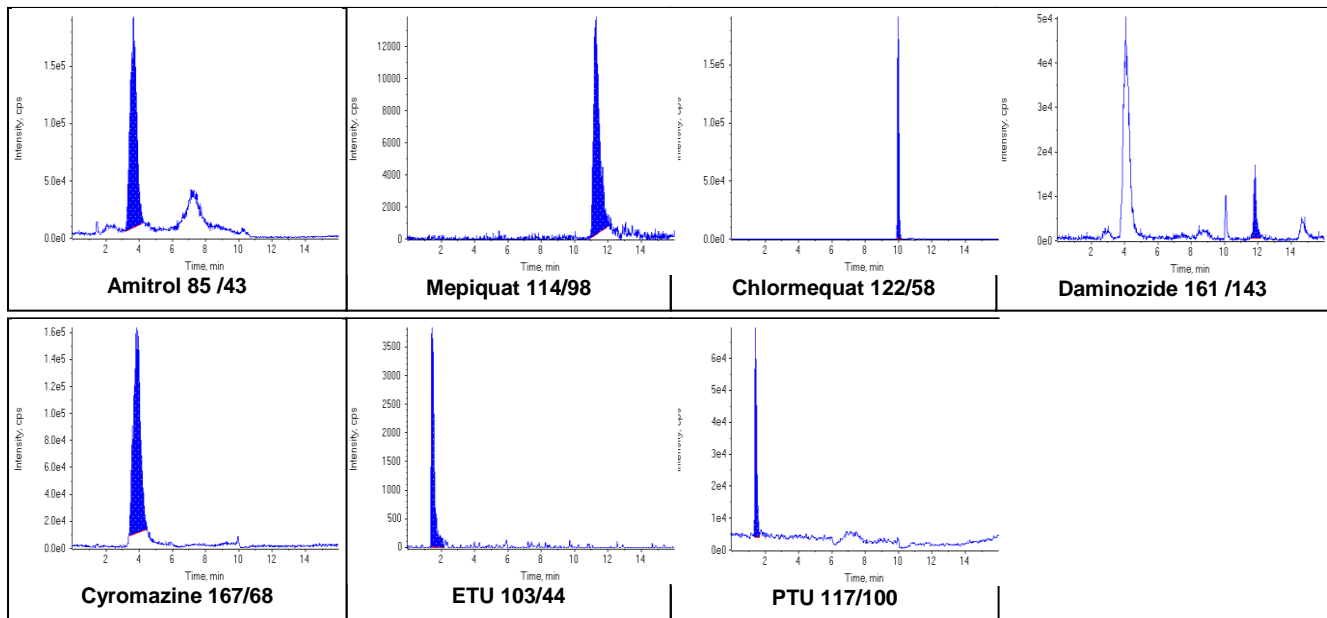 Intensity, cps
1.5e5
1.0e5
5.0e4
0.0e0
2 4 6 8 10 12 14
Time, min
Amitrol 85 /43
Intensity, cps
12000
10000
8000
6000
4000
2000
0
2 4 6 8 10 12 14
Time, min
Mepiquat 114/98
Intensity, cps
1.5e5
1.0e5
5.0e4
0.0e0
2 4 6 8 10 12 14
Time, min
Chlormequat 122/58
Intensity, cps
5e4
4e4
3e4
2e4
1e4
0e0
2 4 6 8 10 12 14
Time, min
Daminozide 161 /143
Intensity, cps
1.6e5
1.4e5
1.2e5
1.0e5
8.0e4
6.0e4
4.0e4
2.0e4
0.0e0
2 4 6 8 10 12 14
Time, min
Cyromazine 167/68
Intensity, cps
3500
3000
2500
2000
1500
1000
500
0
2 4 6 8 10 12 14
Time, min
ETU 103/44
Intensity, cps
6e4
5e4
4e4
3e4
2e4
1e4
0e0
2 4 6 8 10 12 14
Time, min
PTU 117/100